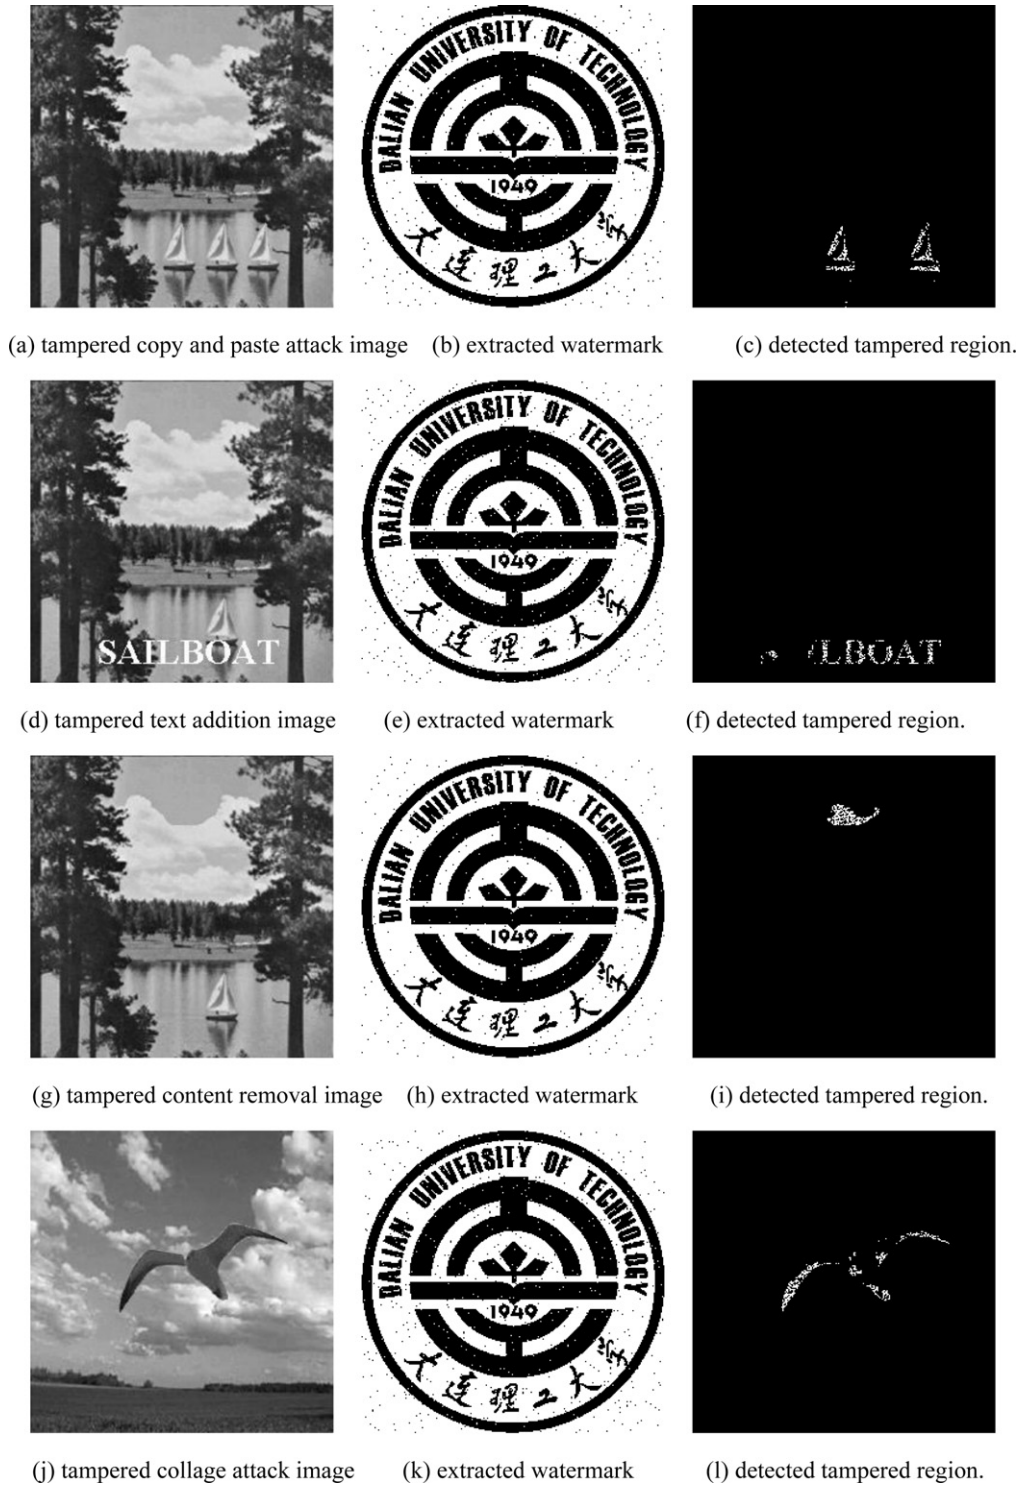 DALIAN UNIVERSITY OF TECHNOLOGY
1949
大连理工大学
(a) tampered copy and paste attack image (b) extracted watermark (c) detected tampered region.
SAILBOAT
DALIAN UNIVERSITY OF TECHNOLOGY
1949
大连理工大学
LBOAT
(d) tampered text addition image (e) extracted watermark (f) detected tampered region.
DALIAN UNIVERSITY OF TECHNOLOGY
1949
大连理工大学
(g) tampered content removal image (h) extracted watermark (i) detected tampered region.
DALIAN UNIVERSITY OF TECHNOLOGY
1949
大连理工大学
(j) tampered collage attack image (k) extracted watermark (l) detected tampered region.